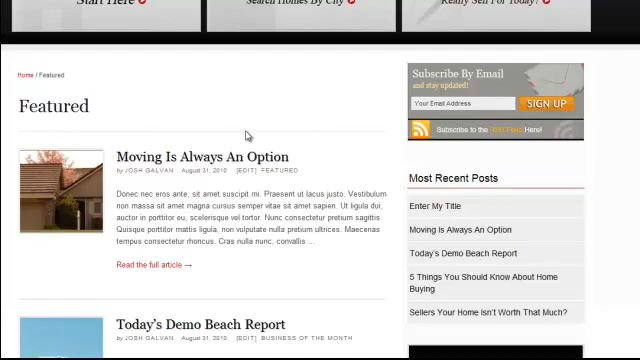 Start Here
Search Homes By City
Really Sell For Today?
Home / Featured
Featured
Moving Is Always An Option
by JOSH GALVAN August 31, 2010 [EDIT] FEATURED
Donec nec eros ante, sit amet suscipit mi. Praesent ut lacus justo. Vestibulum
non massa sit amet magna cursus semper vitae sit amet sapien. Ut ligula dui,
auctor in porttitor eu, scelerisque vel tortor. Nunc consectetur pretium sagittis
Quisque porttitor mattis ligula, non vulputate nulla pretium tristique. Maecenas
tempus consectetur rhoncus. Cras nulla nunc, convallis ...
Read the full article →
Today's Demo Beach Report
by JOSH GALVAN August 31, 2010 [EDIT] BUSINESS OF THE MONTH
Subscribe By Email
and stay updated!
Your Email Address
SIGN UP
Subscribe to the RSS Feed Here!
Most Recent Posts
Enter My Title
Moving Is Always An Option
Today's Demo Beach Report
5 Things You Should Know About Home
Buying
Sellers Your Home Isn't Worth That Much?